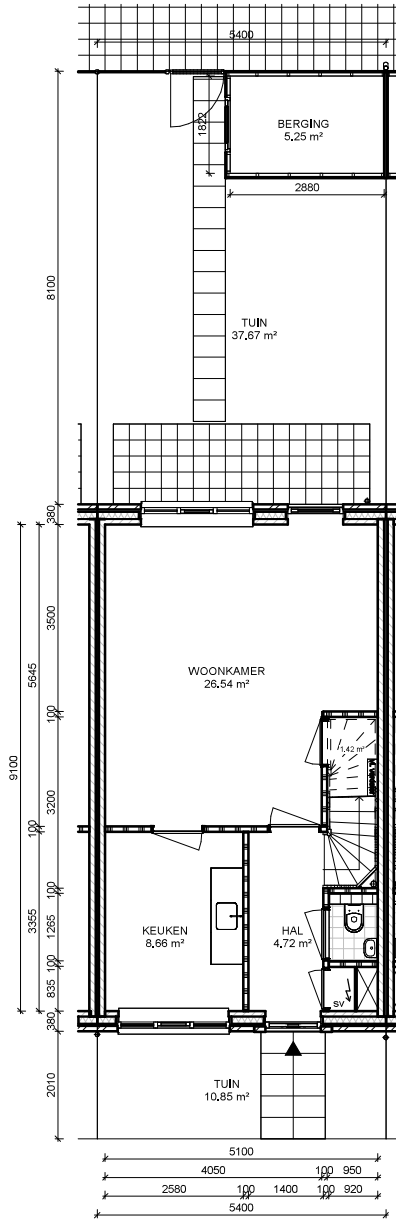 5400
BERGING
5.25 m²
1822
2880
8100
TUIN
37.67 m²
380
3500
5645
WOONKAMER
26.54 m²
100
1.42 m²
9100
3200
100
KEUKEN
8.66 m²
HAL
4.72 m²
100
1265
3355
100
835
SV
380
2010
TUIN
10.85 m²
5100
4050
100
950
2580
100
1400
100
920
5400